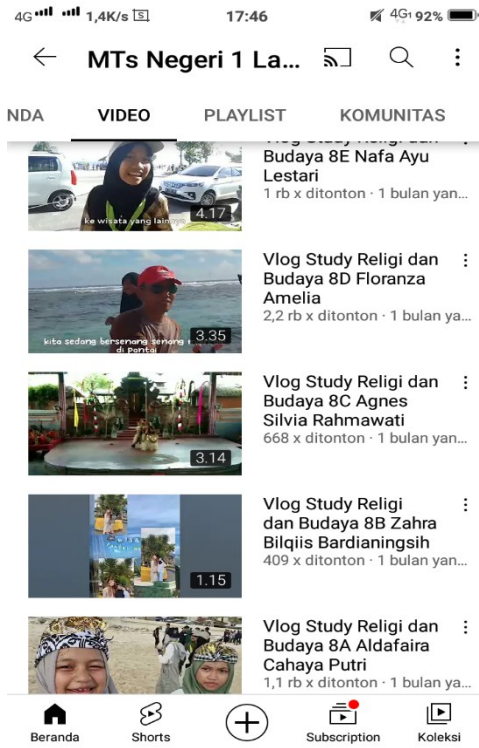 4G 1,4K/s 17:46 4G 92%
MTs Negeri 1 La...
NDA VIDEO PLAYLIST KOMUNITAS
Vlog Study Religi dan
Budaya 8E Nafa Ayu
Lestari
1 rb x ditonton · 1 bulan yan...
ke wisata yang lainnya
4.17
Vlog Study Religi dan
Budaya 8D Floranza
Amelia
2,2 rb x ditonton · 1 bulan ya...
kita sedang bersenang senang
di pantai
3.35
Vlog Study Religi dan
Budaya 8C Agnes
Silvia Rahmawati
668 x ditonton · 1 bulan yan...
3.14
Vlog Study Religi
dan Budaya 8B Zahra
Bilqiis Bardianingsih
409 x ditonton · 1 bulan yan...
1.15
Vlog Study Religi dan
Budaya 8A Aldafaira
Cahaya Putri
1,1 rb x ditonton · 1 bulan ya...
Beranda Shorts Subscription Koleksi